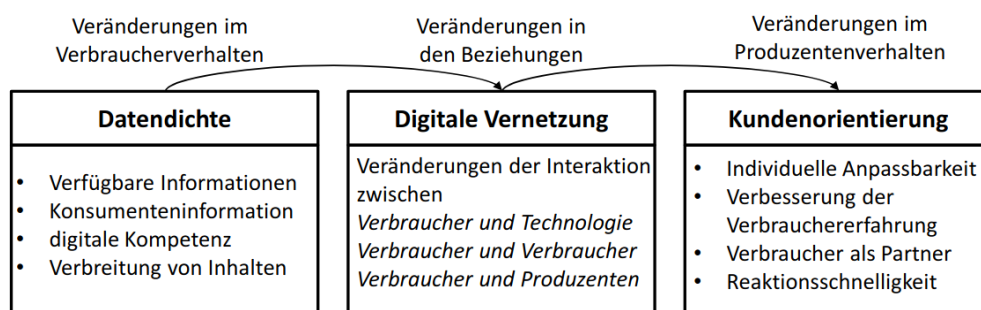 Veränderungen im
Verbraucherverhalten
Veränderungen in
den Beziehungen
Veränderungen im
Produzentenverhalten
Datendichte
• Verfügbare Informationen
• Konsumenteninformation
• digitale Kompetenz
• Verbreitung von Inhalten
Digitale Vernetzung
Veränderungen der Interaktion
zwischen
Verbraucher und Technologie
Verbraucher und Verbraucher
Verbraucher und Produzenten
Kundenorientierung
• Individuelle Anpassbarkeit
• Verbesserung der
Verbrauchererfahrung
• Verbraucher als Partner
• Reaktionsschnelligkeit